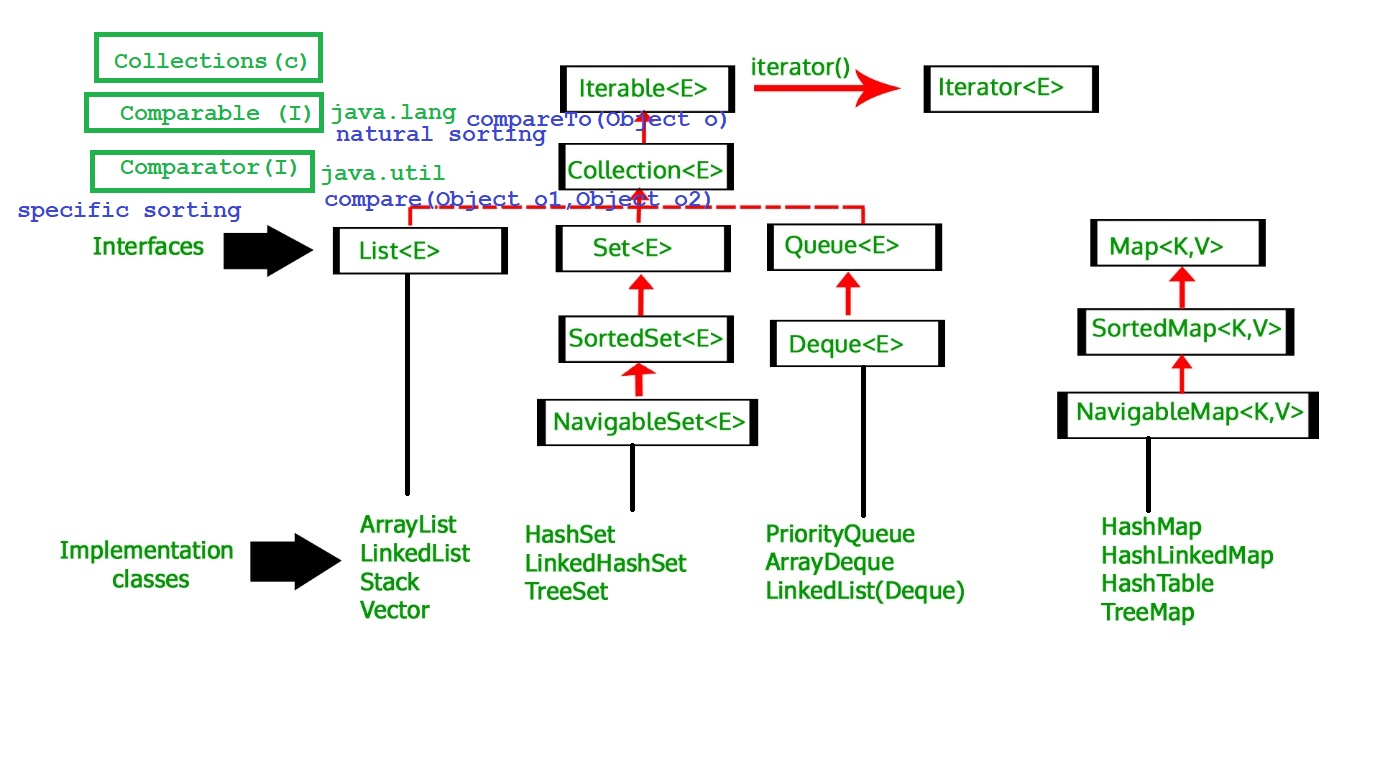 Collections(c)
Iterable<E>
iterator()
Iterator<E>
Comparable (I)
java.lang
compareTo(Object o)
natural sorting
Comparator(I)
java.util
Collection<E>
compare(Object o1,Object o2)
specific sorting
Interfaces
List<E>
Set<E>
Queue<E>
Map<K,V>
SortedSet<E>
Deque<E>
SortedMap<K,V>
NavigableSet<E>
NavigableMap<K,V>
Implementation
classes
ArrayList
LinkedList
Stack
Vector
HashSet
LinkedHashSet
TreeSet
PriorityQueue
ArrayDeque
LinkedList(Deque)
HashMap
HashLinkedMap
HashTable
TreeMap